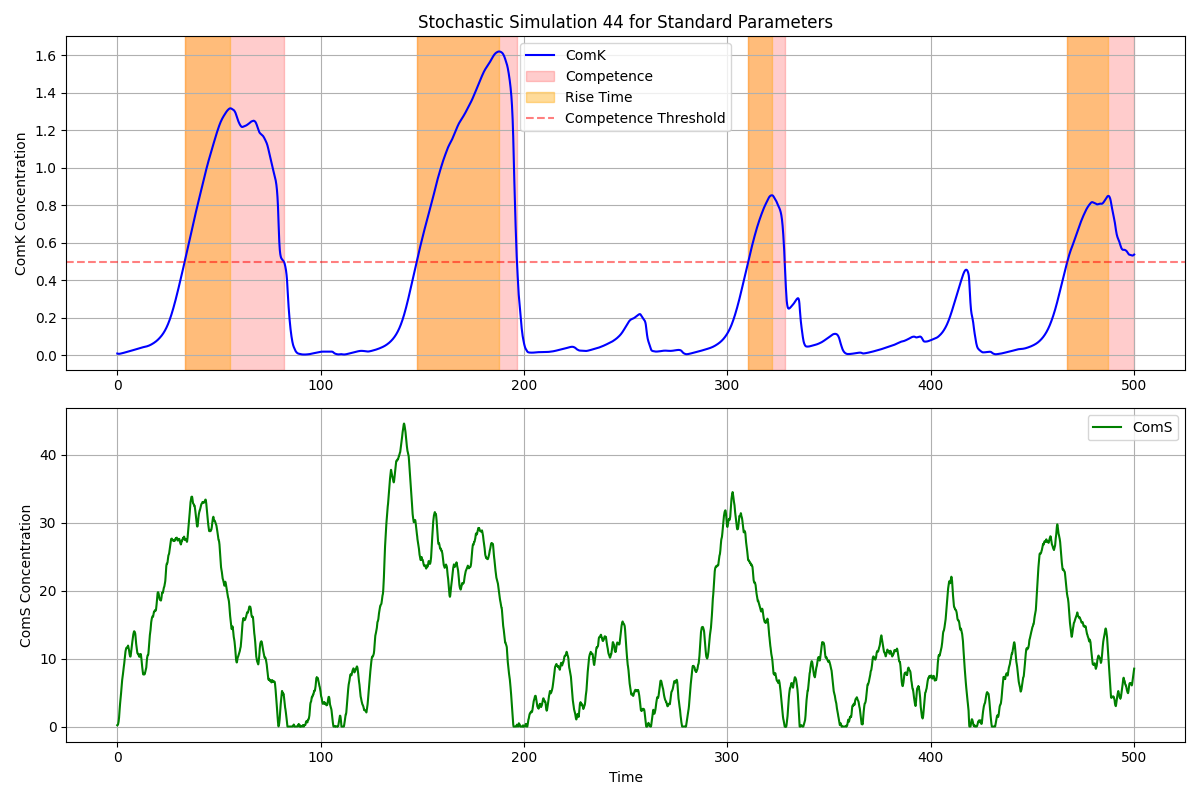 Stochastic Simulation 44 for Standard Parameters
ComK Concentration
1.6
1.4
1.2
1.0
0.8
0.6
0.4
0.2
0.0
ComK
Competence
Rise Time
Competence Threshold
0 100 200 300 400 500
ComS Concentration
40
30
20
10
0
ComS
0 100 200 300 400 500
Time